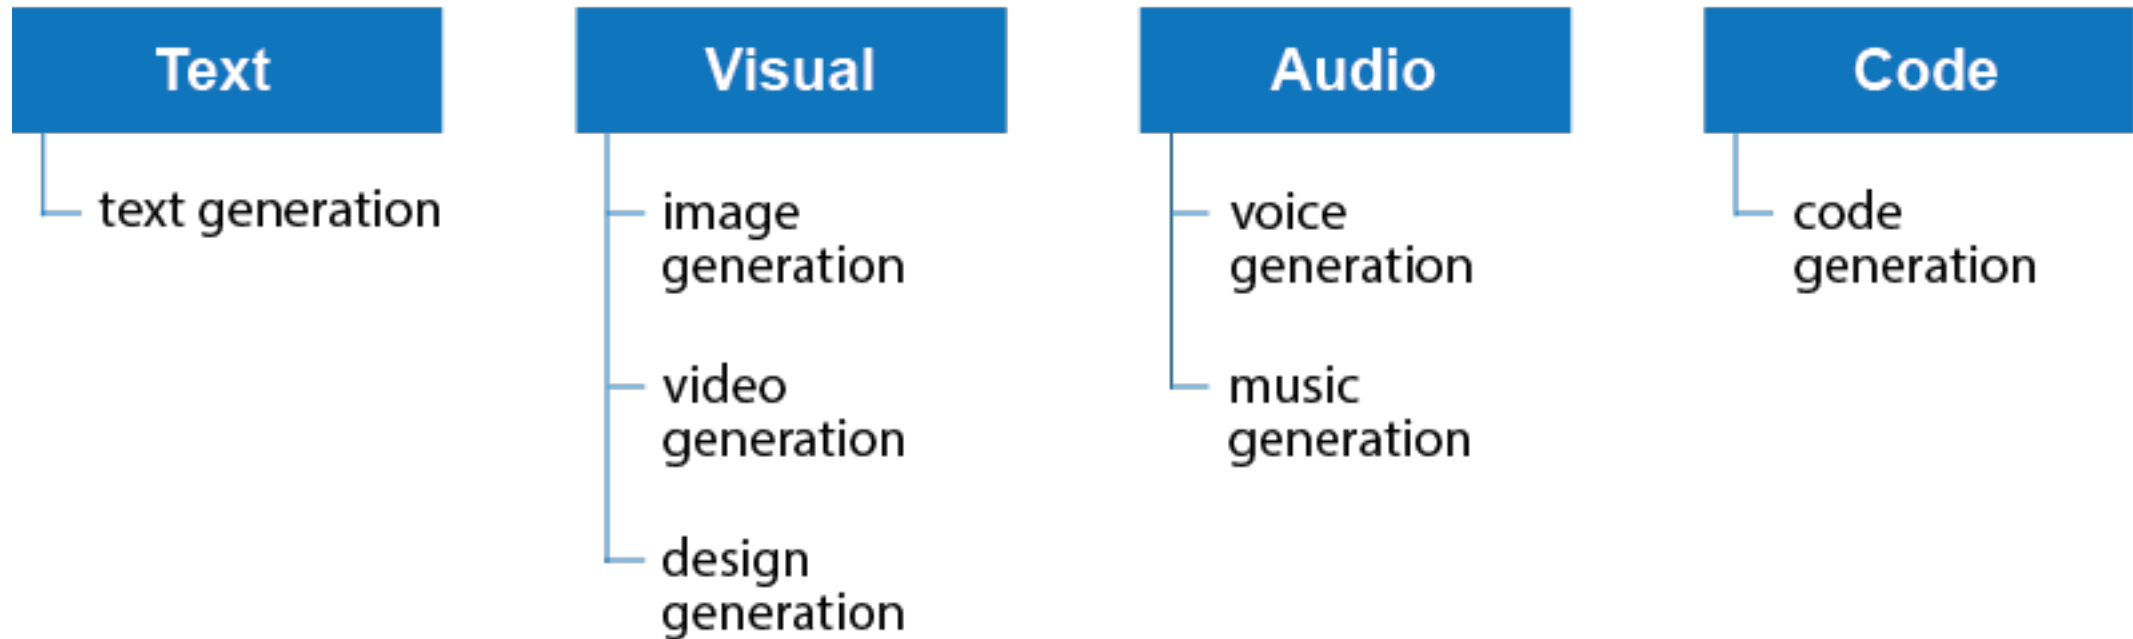 Text
text generation
Visual
image
generation
video
generation
design
generation
Audio
voice
generation
music
generation
Code
code
generation